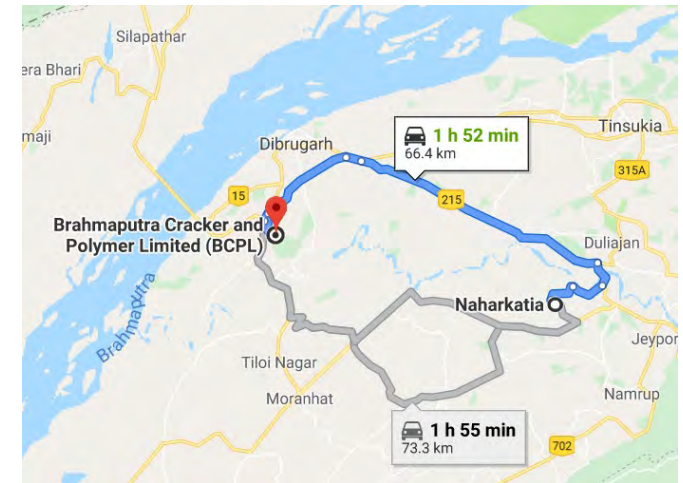 Silapathar
era Bhari
maji
Dibrugarh
1 h 52 min
66.4 km
Tinsukia
315A
15
215
Brahmaputra Cracker and
Polymer Limited (BCPL)
Duliajan
Naharkatia
Brahmaputra
Jeypor
Tiloi Nagar
Moranhat
Namrup
1 h 55 min
73.3 km
702